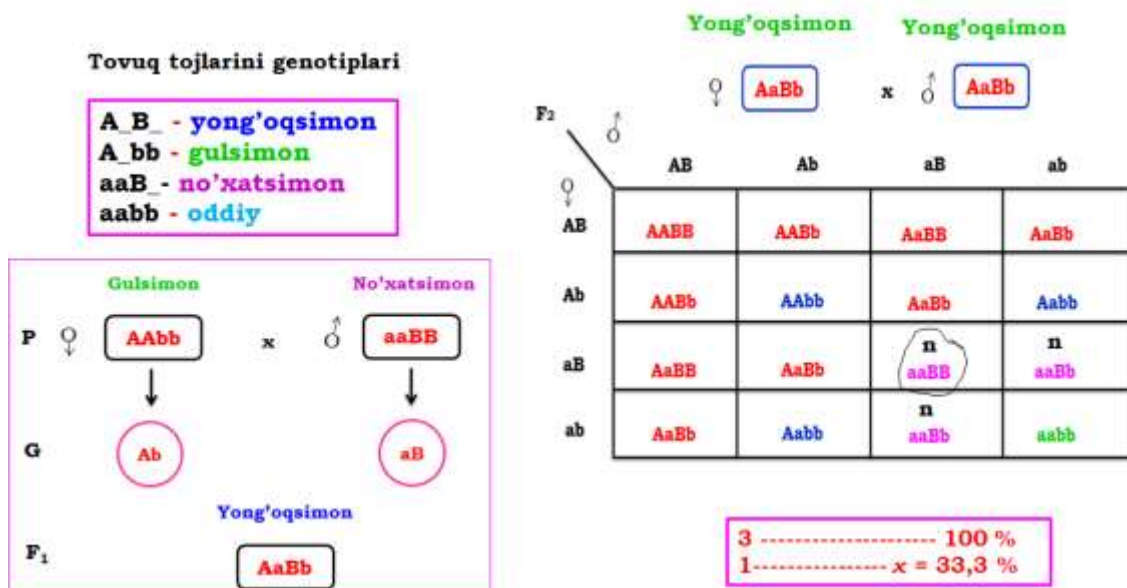 Tovuq tojlarini genotiplari
A_B_ - yong'oqsimon
A_bb - gulsimon
aaB_- no'xatsimon
aabb - oddiy
Gulsimon No'xatsimon
P ♀ AAbb x ♂ aaBB
G Ab aB
Yong'oqsimon
F₁ AaBb
Yong'oqsimon Yong'oqsimon
♀ AaBb x ♂ AaBb
F₂ ♂
♀ AB Ab aB ab
AB AABB AABb AaBB AaBb
Ab AABb AAbb AaBb Aabb
n n
aB AaBB AaBb aaBB aaBb
n
ab AaBb Aabb aaBb aabb
3 -------------------- 100 %
1--------------- x = 33,3 %